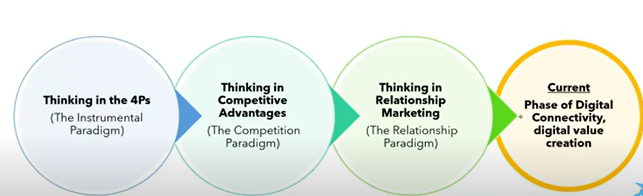 Thinking in the 4Ps
(The Instrumental
Paradigm)
Thinking in
Competitive
Advantages
(The Competition
Paradigm)
Thinking in
Relationship
Marketing
(The Relationship
Paradigm)
Current
Phase of Digital
Connectivity,
digital value
creation